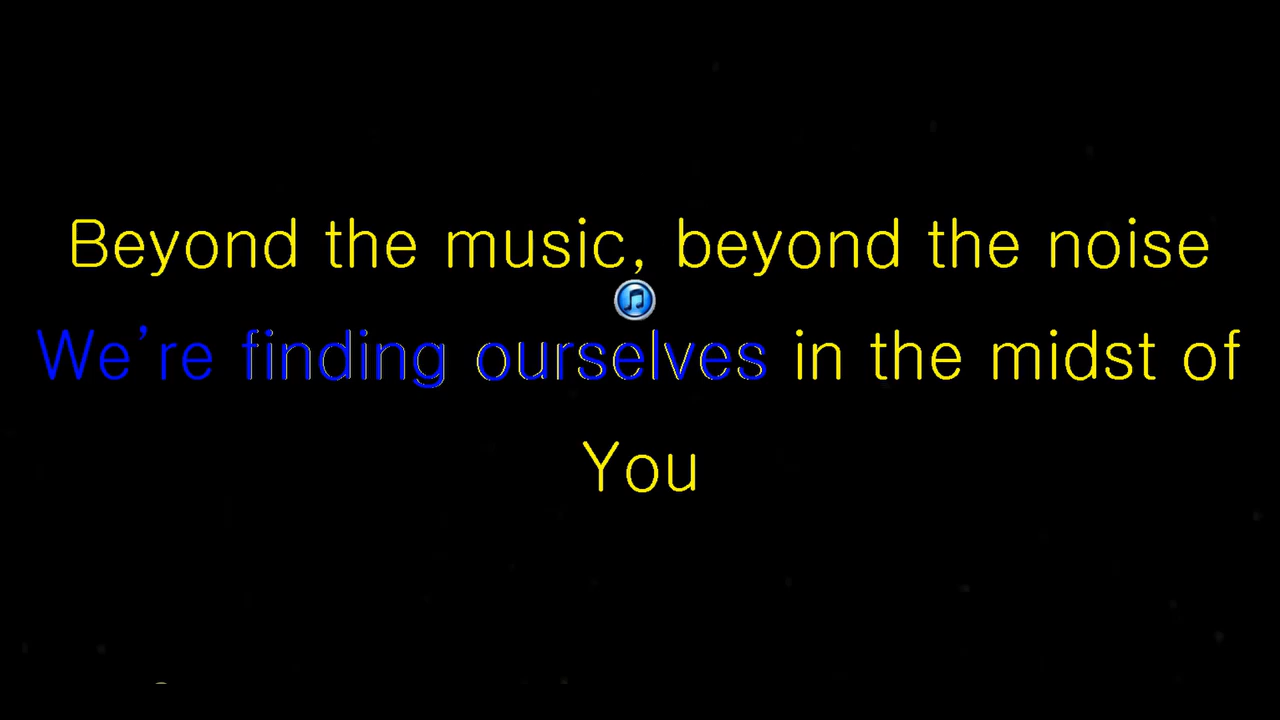 Beyond the music, beyond the noise
We’re finding ourselves in the midst of
You